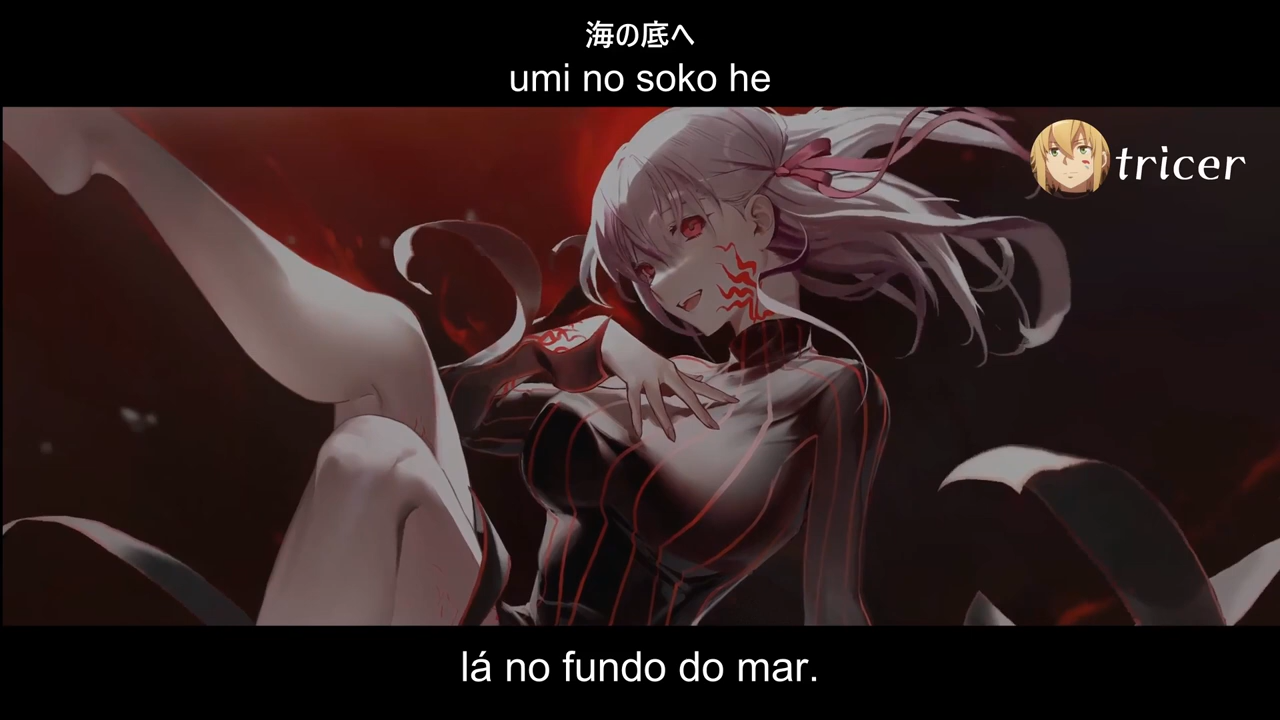 海の底へ
umi no soko he
tricer
lá no fundo do mar.